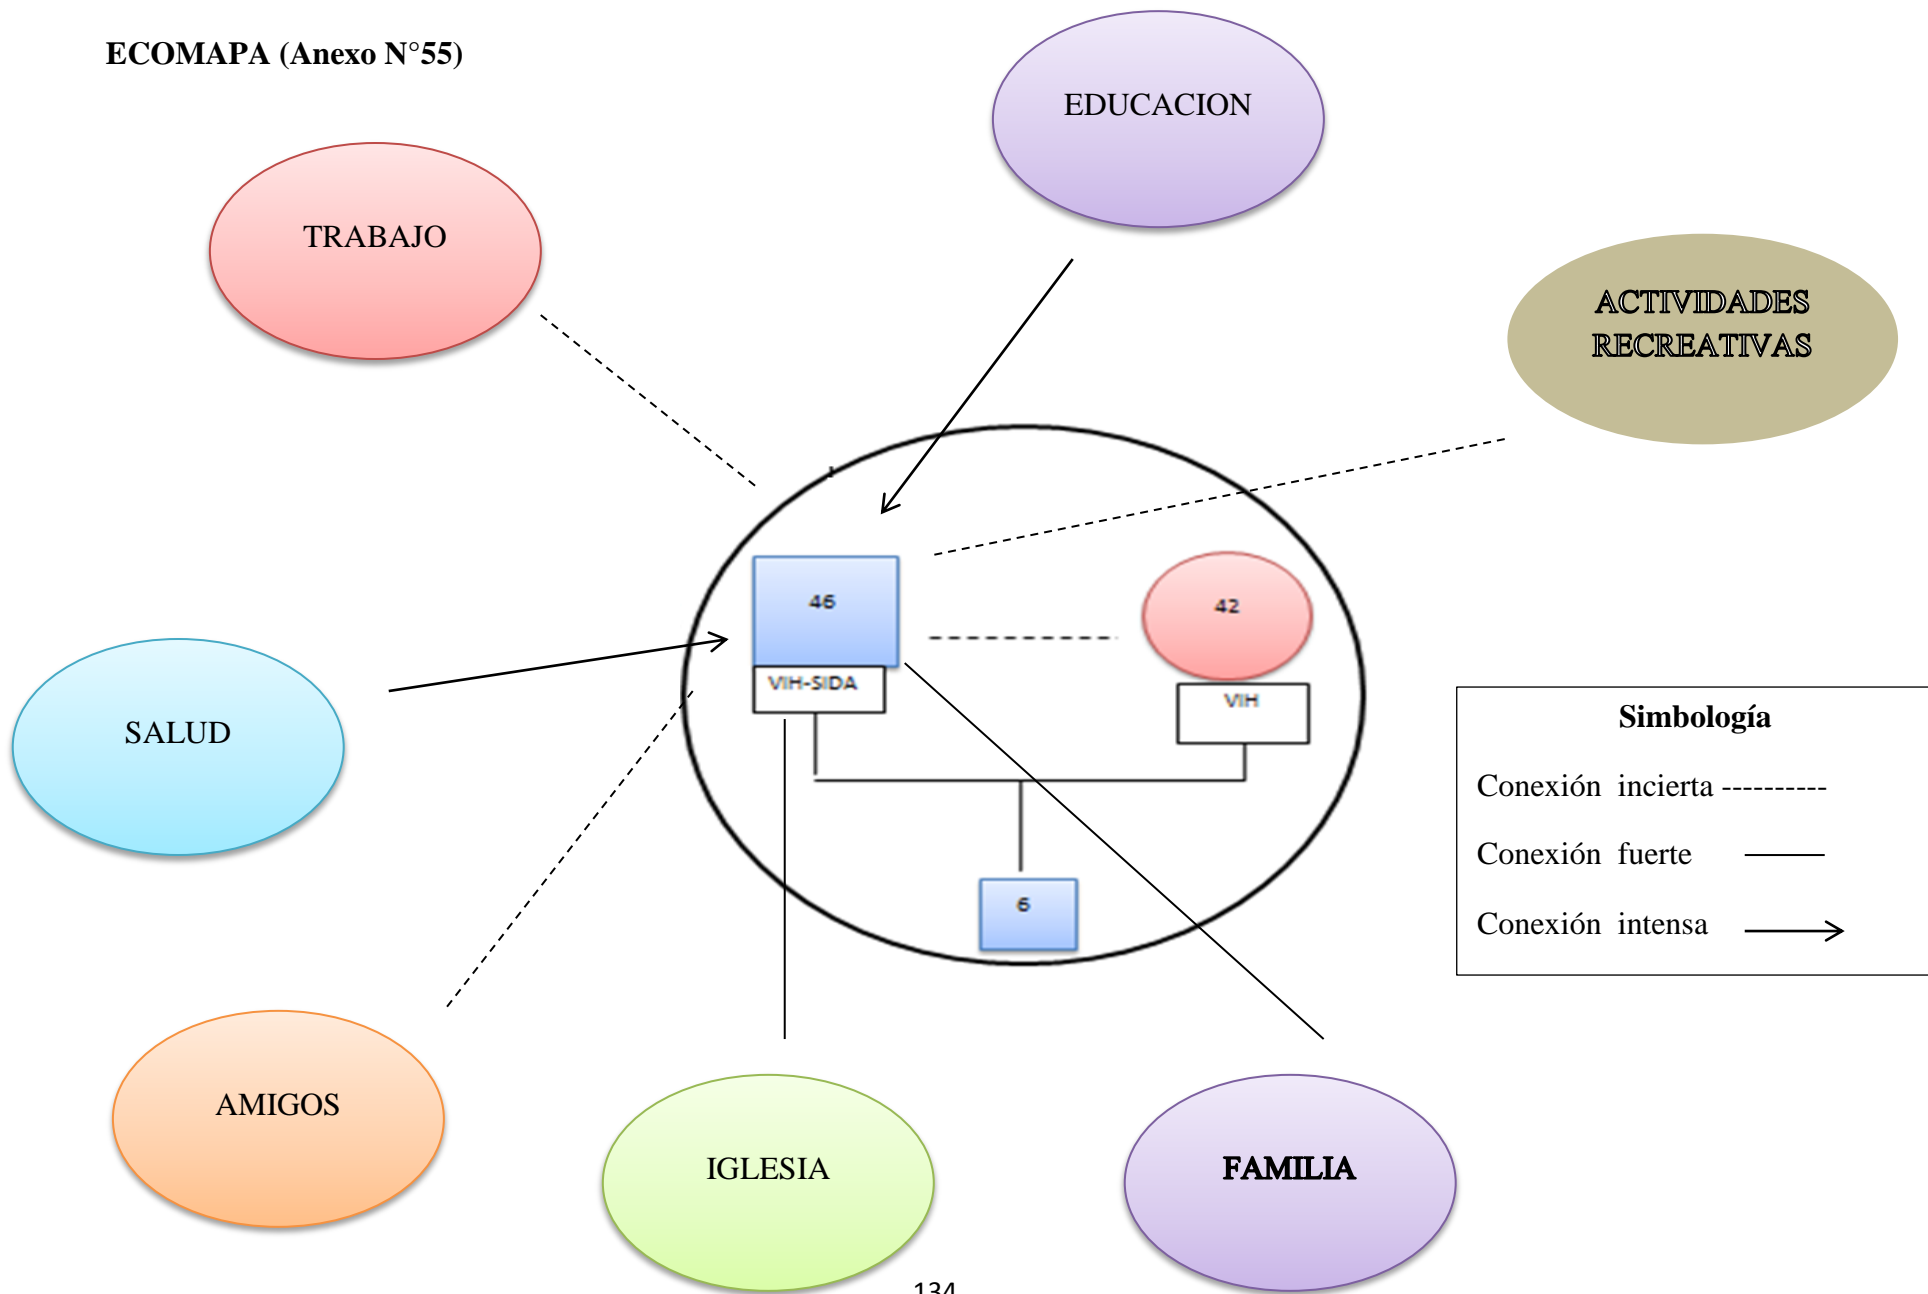 ECOMAPA (Anexo N°55)
EDUCACION
TRABAJO
ACTIVIDADES
RECREATIVAS
46
42
VIH-SIDA
VIH
SALUD
Simbología
Conexión incierta ----------
Conexión fuerte
Conexión intensa
6
AMIGOS
IGLESIA
FAMILIA
134